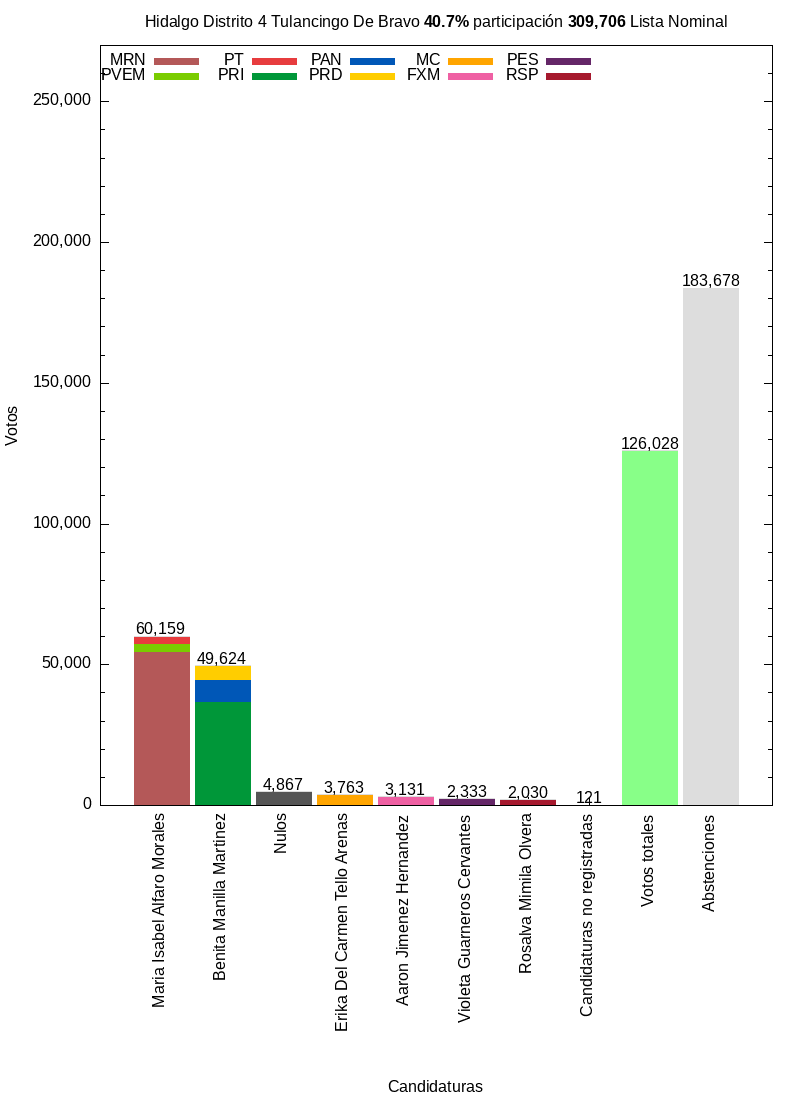 Hidalgo Distrito 4 Tulancingo De Bravo 40.7% participación 309,706 Lista Nominal
MRN PT PAN MC PES
PVEM PRI PRD FXM RSP
250,000
200,000
150,000
100,000
50,000
0
Votos
60,159
49,624
4,867
3,763
3,131
2,333
2,030
121
126,028
183,678
Maria Isabel Alfaro Morales
Benita Manilla Martinez
Nulos
Erika Del Carmen Tello Arenas
Aaron Jimenez Hernandez
Violeta Guarneros Cervantes
Rosalva Mimila Olvera
Candidaturas no registradas
Votos totales
Abstenciones
Candidaturas